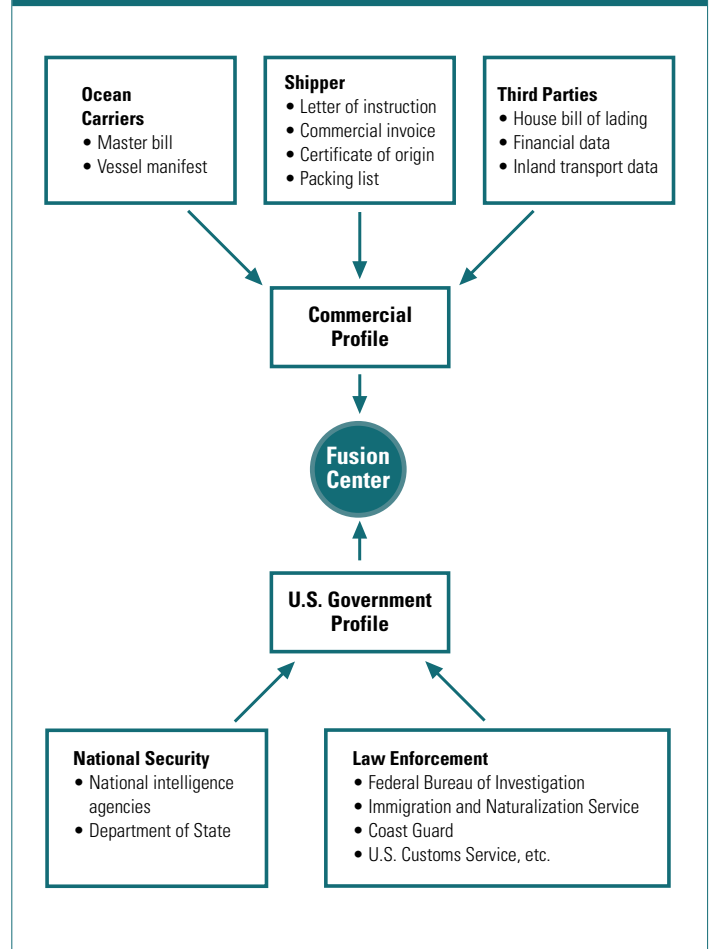 Ocean
Carriers
• Master bill
• Vessel manifest
Shipper
• Letter of instruction
• Commercial invoice
• Certificate of origin
• Packing list
Third Parties
• House bill of lading
• Financial data
• Inland transport data
Commercial
Profile
Fusion
Center
U.S. Government
Profile
National Security
• National intelligence
agencies
• Department of State
Law Enforcement
• Federal Bureau of Investigation
• Immigration and Naturalization Service
• Coast Guard
• U.S. Customs Service, etc.